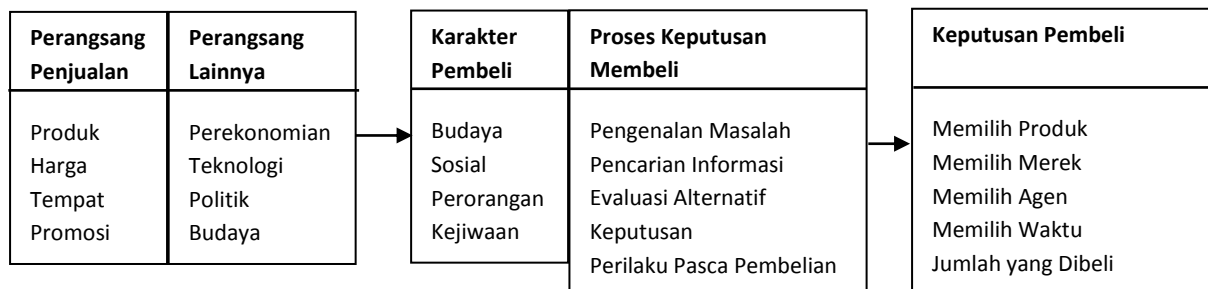 Perangsang
Penjualan
Produk
Harga
Tempat
Promosi
Perangsang
Lainnya
Perekonomian
Teknologi
Politik
Budaya
Karakter
Pembeli
Budaya
Sosial
Perorangan
Kejiwaan
Proses Keputusan
Membeli
Pengenalan Masalah
Pencarian Informasi
Evaluasi Alternatif
Keputusan
Perilaku Pasca Pembelian
Keputusan Pembeli
Memilih Produk
Memilih Merek
Memilih Agen
Memilih Waktu
Jumlah yang Dibeli